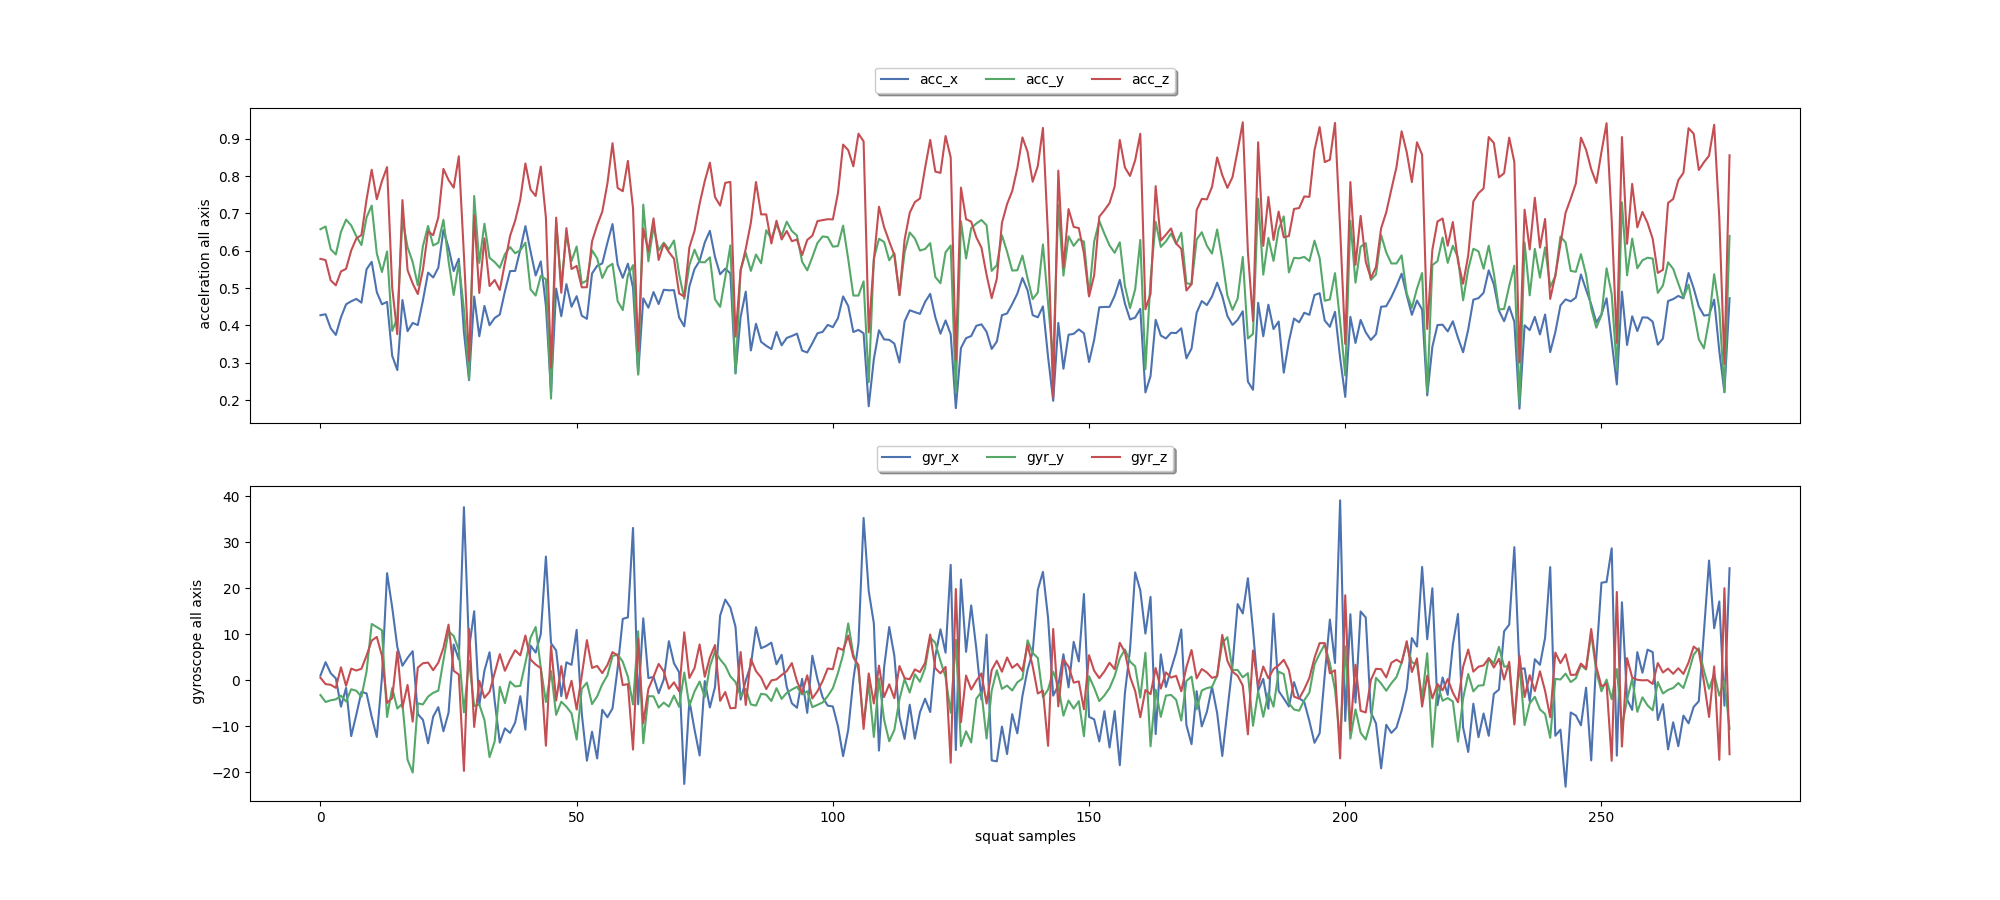 acc_x acc_y acc_z
accelration all axis
0.9
0.8
0.7
0.6
0.5
0.4
0.3
0.2
gyr_x gyr_y gyr_z
gyroscope all axis
40
30
20
10
0
−10
−20
0 50 100 150 200 250
squat samples